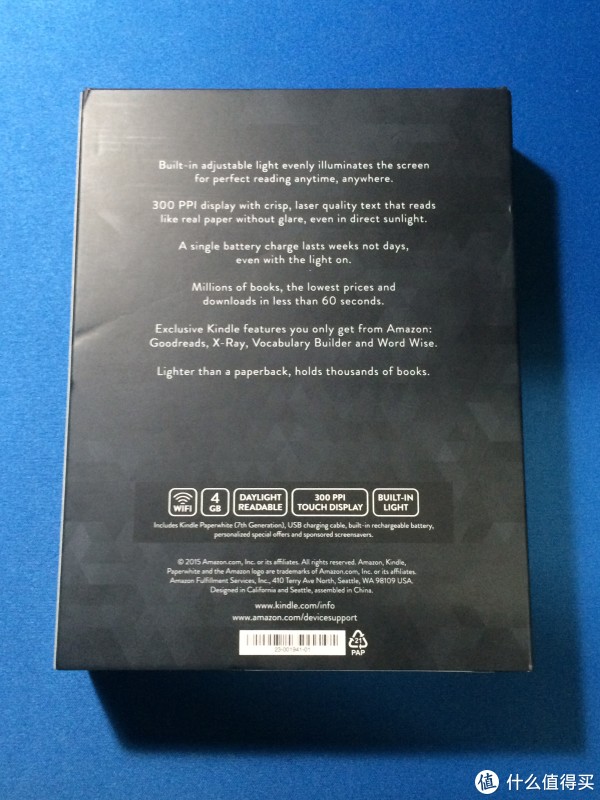 Built-in adjustable light evenly illuminates the screen
for perfect reading anytime, anywhere.
300 PPI display with crisp, laser quality text that reads
like real paper without glare, even in direct sunlight.
A single battery charge lasts weeks not days,
even with the light on.
Millions of books, the lowest prices and
downloads in less than 60 seconds.
Exclusive Kindle features you only get from Amazon:
Goodreads, X-Ray, Vocabulary Builder and Word Wise.
Lighter than a paperback, holds thousands of books.
WIFI
4
GB
DAYLIGHT
READABLE
300 PPI
TOUCH DISPLAY
BUILT-IN
LIGHT
Includes Kindle Paperwhite (7th Generation), USB charging cable, built-in rechargeable battery,
personalized special offers and sponsored screensavers.
© 2015 Amazon.com, Inc. or its affiliates. All rights reserved. Amazon, Kindle,
Paperwhite and the Amazon logo are trademarks of Amazon.com, Inc. or its affiliates.
Amazon Fulfillment Services, Inc., 410 Terry Ave North, Seattle, WA 98109 USA.
Designed in California and Seattle, assembled in China.
www.kindle.com/info
www.amazon.com/devicesupport
21
PAP
值 什么值得买